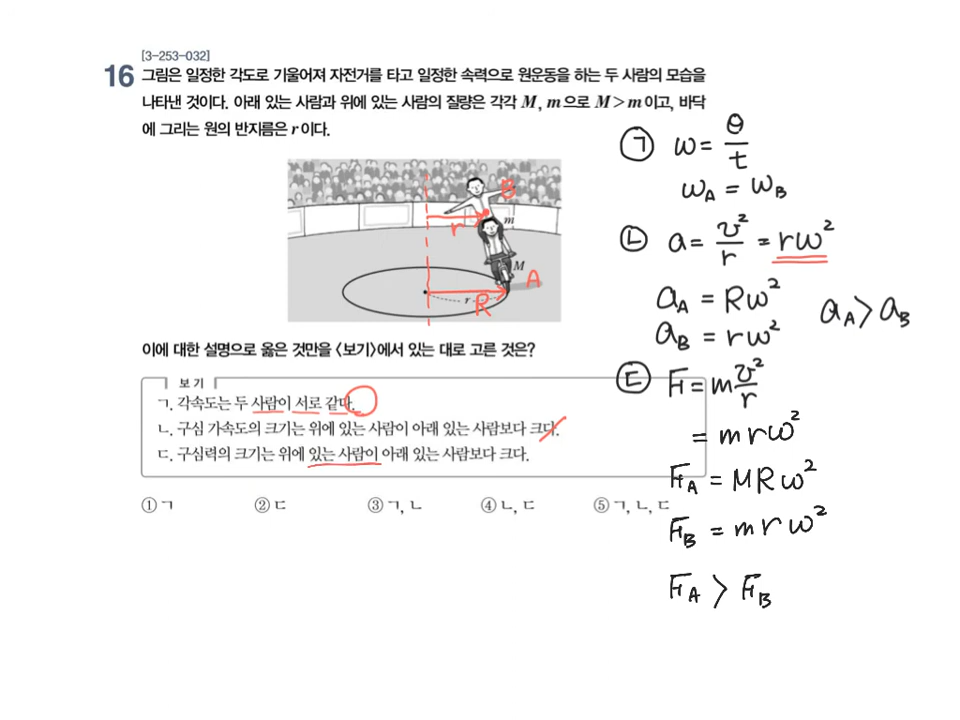 [3-253-032]
16 그림은 일정한 각도로 기울어져 자전거를 타고 일정한 속력으로 원운동을 하는 두 사람의 모습을
나타낸 것이다. 아래 있는 사람과 위에 있는 사람의 질량은 각각 M, m으로 M>m이고, 바닥
에 그리는 원의 반지름은 r이다.
B
r
m
M
A
r
R
이에 대한 설명으로 옳은 것만을 〈보기〉에서 있는 대로 고른 것은?
보기
ㄱ. 각속도는 두 사람이 서로 같다.
ㄴ. 구심 가속도의 크기는 위에 있는 사람이 아래 있는 사람보다 크다.
ㄷ. 구심력의 크기는 위에 있는 사람이 아래 있는 사람보다 크다.
① ㄱ ② ㄷ ③ ㄱ, ㄴ ④ ㄴ, ㄷ ⑤ ㄱ, ㄴ, ㄷ
㉠ ω = θ/t
ω_A = ω_B
㉡ a = v²/r = rω²
a_A = Rω²
a_B = rω²
a_A > a_B
㉢ F = m v²/r
= m r ω²
F_A = M R ω²
F_B = m r ω²
F_A > F_B